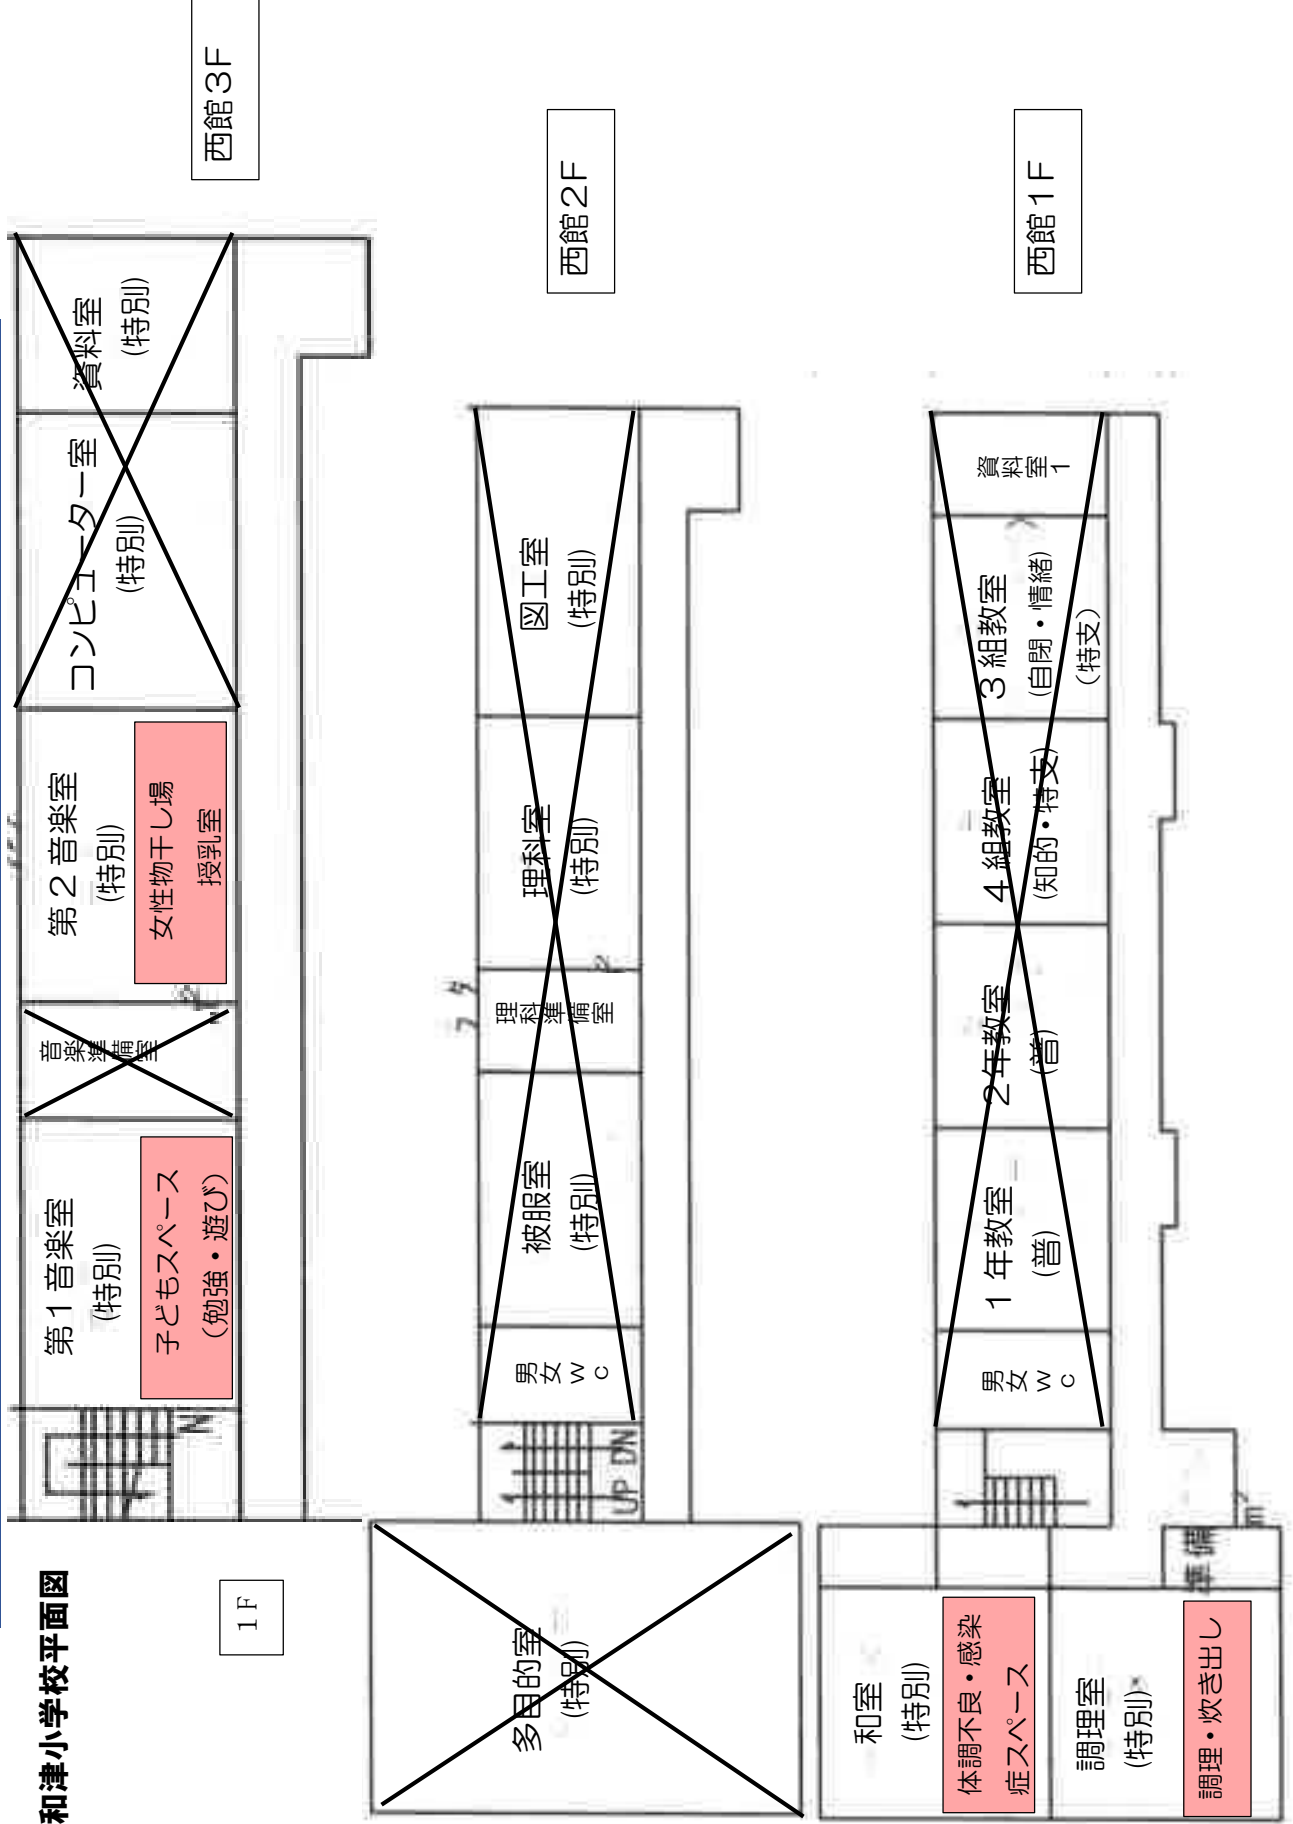 和津小学校平面図
1F
西館3F
第1音楽室
(特別)
子どもスペース
(勉強・遊び)
音楽準備室
第2音楽室
(特別)
女性物干し場
授乳室
コンピューター室
(特別)
資料室
(特別)
N
西館2F
多目的室
(特別)
UP DN
男女wc
被服室
(特別)
理科準備室
理科室
(特別)
図工室
(特別)
西館1F
和室
(特別)
体調不良・感染
症スペース
調理室
(特別)
調理・炊き出し
準備
男女wc
1年教室
(普)
2年教室
(普)
4組教室
(知的・特支)
3組教室
(自閉・情緒)
(特支)
資料室1